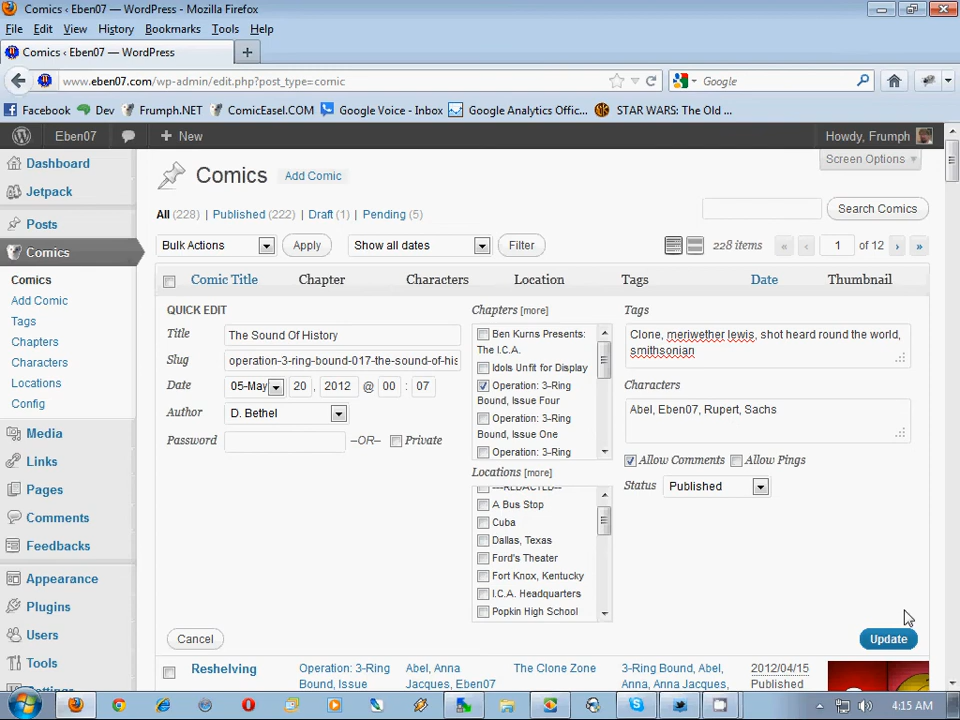 Comics ‹ Eben07 — WordPress - Mozilla Firefox
File Edit View History Bookmarks Tools Help
Comics ‹ Eben07 — WordPress +
www.eben07.com/wp-admin/edit.php?post_type=comic Google
Facebook Dev Frumph.NET ComicEasel.COM Google Voice - Inbox Google Analytics Offic... STAR WARS: The Old ...
Eben07 + New Howdy, Frumph
Screen Options
Dashboard
Jetpack
Posts
Comics
Comics
Add Comic
Tags
Chapters
Characters
Locations
Config
Media
Links
Pages
Comments
Feedbacks
Appearance
Plugins
Users
Tools
Settings
Comics Add Comic
All (228) | Published (222) | Draft (1) | Pending (5) Search Comics
Bulk Actions Apply Show all dates Filter 228 items « ‹ 1 of 12 › »
Comic Title Chapter Characters Location Tags Date Thumbnail
QUICK EDIT
Title The Sound Of History
Slug operation-3-ring-bound-017-the-sound-of-his
Date 05-May 20 , 2012 @ 00 : 07
Author D. Bethel
Password –OR– Private
Chapters [more]
Ben Kurns Presents:
The I.C.A.
Idols Unfit for Display
Operation: 3-Ring
Bound, Issue Four
Operation: 3-Ring
Bound, Issue One
Operation: 3-Ring
Locations [more]
---REDACTED--
A Bus Stop
Cuba
Dallas, Texas
Ford's Theater
Fort Knox, Kentucky
I.C.A. Headquarters
Popkin High School
Tags
Clone, meriwether lewis, shot heard round the world,
smithsonian
Characters
Abel, Eben07, Rupert, Sachs
Allow Comments Allow Pings
Status Published
Cancel Update
Reshelving Operation: 3-Ring Abel, Anna The Clone Zone 3-Ring Bound, Abel, 2012/04/15
Bound, Issue Jacques, Eben07 Anna, Anna Jacques, Published
4:15 AM